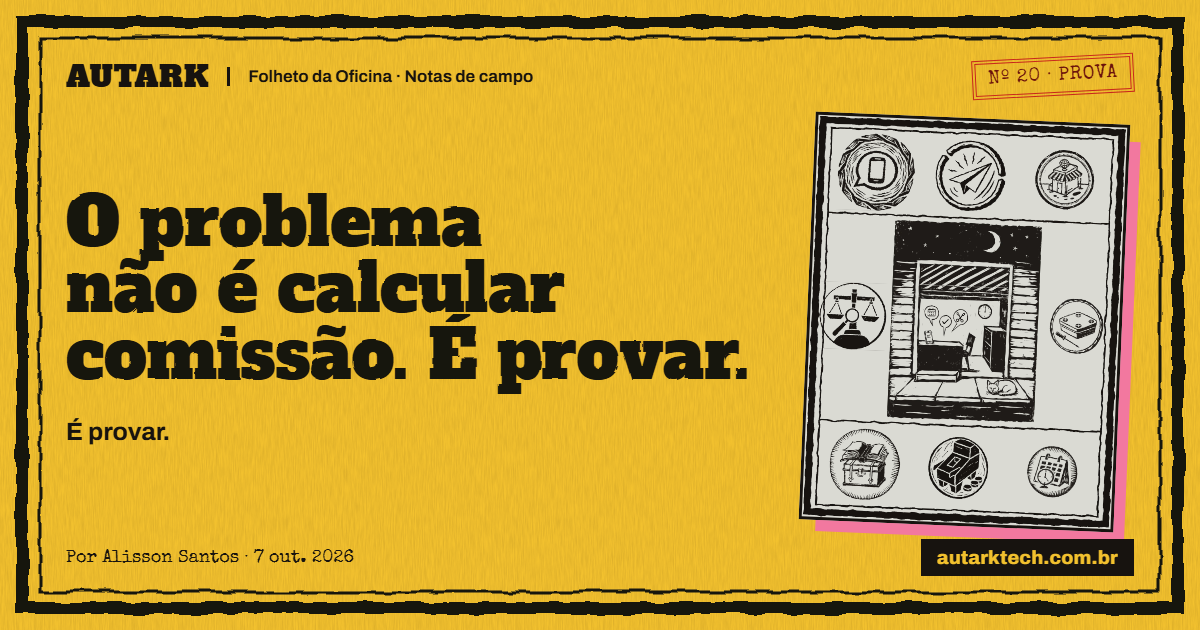 AUTARK | Folheto da Oficina · Notas de campo
Nº 20 · PROVA
O problema
não é calcular
comissão. É provar.
É provar.
Por Alisson Santos · 7 out. 2026
autarktech.com.br